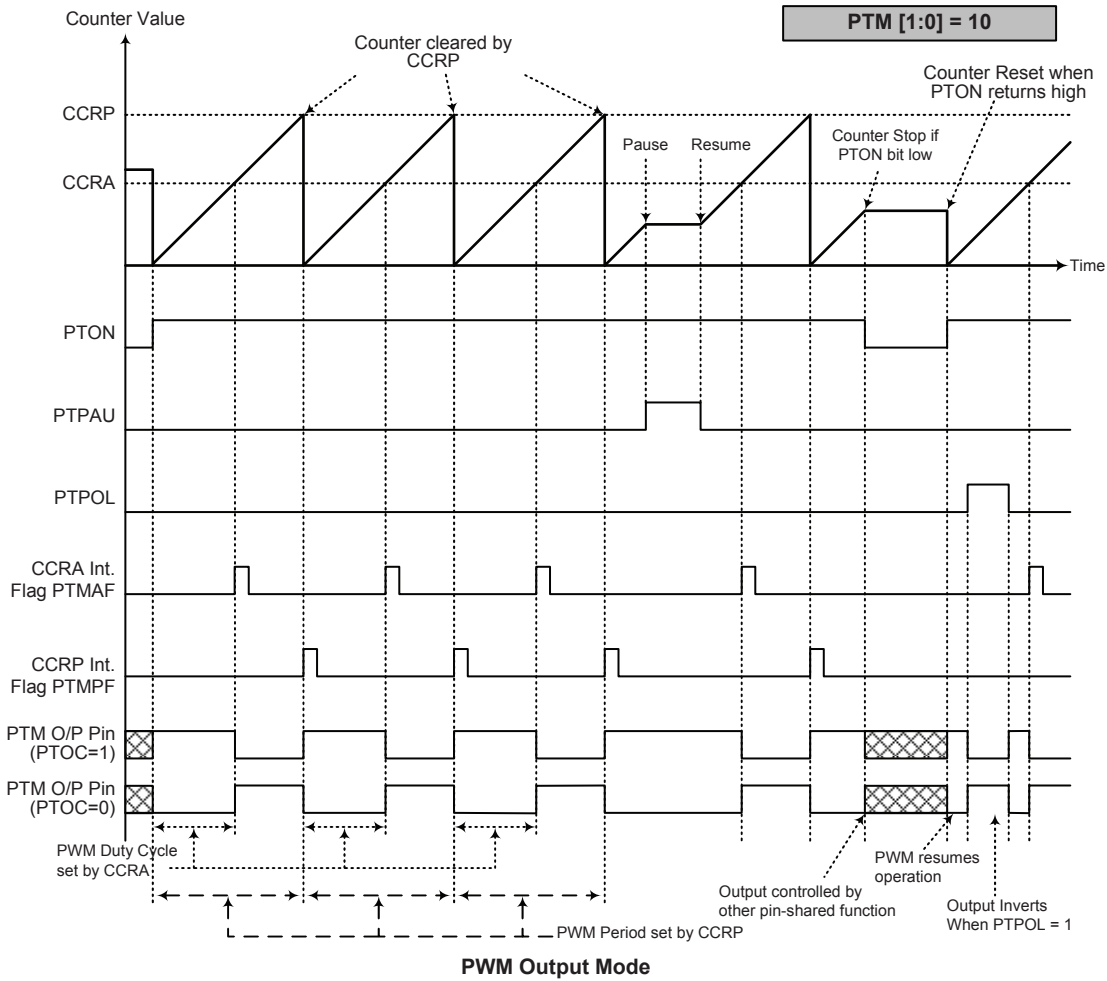 Counter Value
PTM [1:0] = 10
Counter cleared by
CCRP
Counter Reset when
PTON returns high
CCRP
Counter Stop if
PTON bit low
Pause
Resume
CCRA
Time
PTON
PTPAU
PTPOL
CCRA Int.
Flag PTMAF
CCRP Int.
Flag PTMPF
PTM O/P Pin
(PTOC=1)
PTM O/P Pin
(PTOC=0)
PWM Duty Cycle
set by CCRA
PWM resumes
operation
Output controlled by
other pin-shared function
Output Inverts
When PTPOL = 1
PWM Period set by CCRP
PWM Output Mode